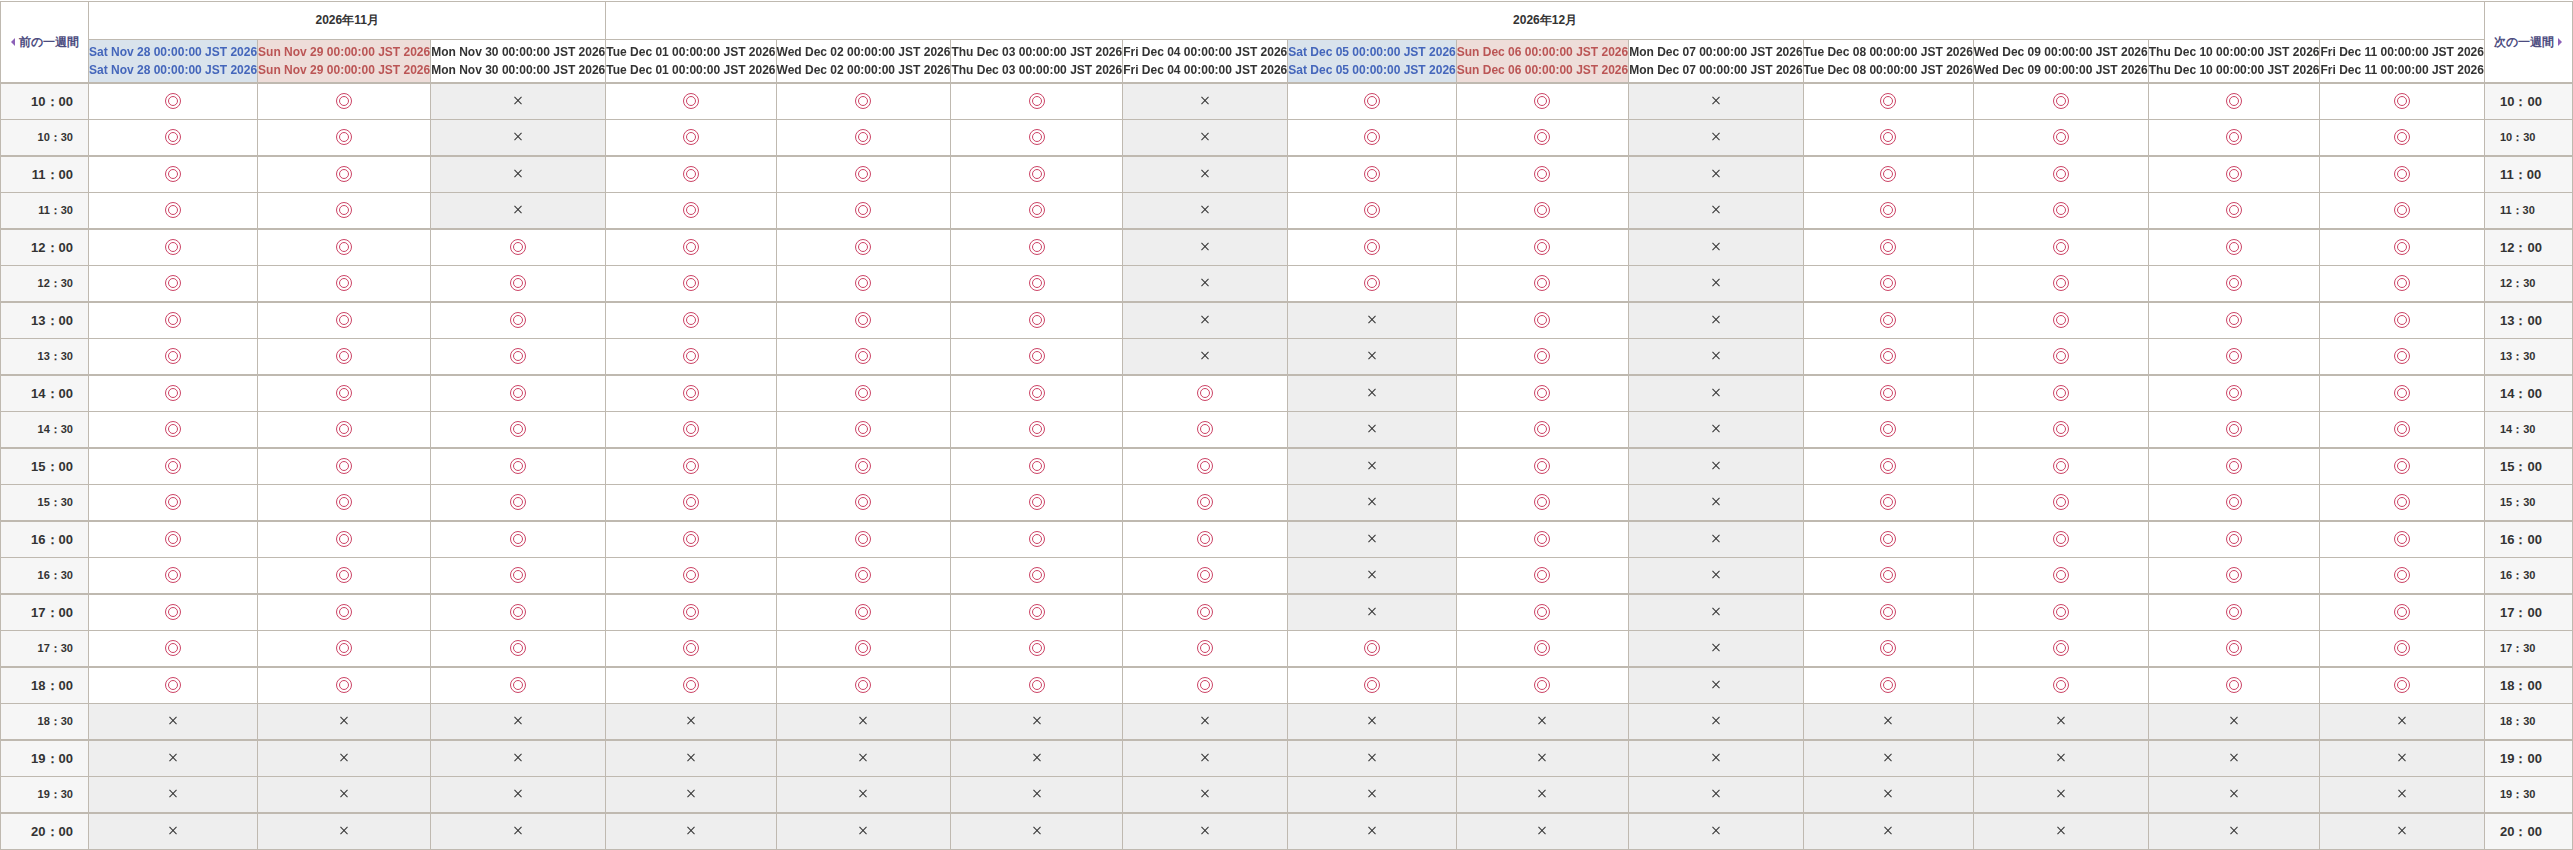 前の一週間 2026年11月 2026年12月 次の一週間
Sat Nov 28 00:00:00 JST 2026 Sun Nov 29 00:00:00 JST 2026 Mon Nov 30 00:00:00 JST 2026 Tue Dec 01 00:00:00 JST 2026 Wed Dec 02 00:00:00 JST 2026 Thu Dec 03 00:00:00 JST 2026 Fri Dec 04 00:00:00 JST 2026 Sat Dec 05 00:00:00 JST 2026 Sun Dec 06 00:00:00 JST 2026 Mon Dec 07 00:00:00 JST 2026 Tue Dec 08 00:00:00 JST 2026 Wed Dec 09 00:00:00 JST 2026 Thu Dec 10 00:00:00 JST 2026 Fri Dec 11 00:00:00 JST 2026
Sat Nov 28 00:00:00 JST 2026 Sun Nov 29 00:00:00 JST 2026 Mon Nov 30 00:00:00 JST 2026 Tue Dec 01 00:00:00 JST 2026 Wed Dec 02 00:00:00 JST 2026 Thu Dec 03 00:00:00 JST 2026 Fri Dec 04 00:00:00 JST 2026 Sat Dec 05 00:00:00 JST 2026 Sun Dec 06 00:00:00 JST 2026 Mon Dec 07 00:00:00 JST 2026 Tue Dec 08 00:00:00 JST 2026 Wed Dec 09 00:00:00 JST 2026 Thu Dec 10 00:00:00 JST 2026 Fri Dec 11 00:00:00 JST 2026
10：00 ◎ ◎ × ◎ ◎ ◎ × ◎ ◎ × ◎ ◎ ◎ ◎ 10：00
10：30 ◎ ◎ × ◎ ◎ ◎ × ◎ ◎ × ◎ ◎ ◎ ◎ 10：30
11：00 ◎ ◎ × ◎ ◎ ◎ × ◎ ◎ × ◎ ◎ ◎ ◎ 11：00
11：30 ◎ ◎ × ◎ ◎ ◎ × ◎ ◎ × ◎ ◎ ◎ ◎ 11：30
12：00 ◎ ◎ ◎ ◎ ◎ ◎ × ◎ ◎ × ◎ ◎ ◎ ◎ 12：00
12：30 ◎ ◎ ◎ ◎ ◎ ◎ × ◎ ◎ × ◎ ◎ ◎ ◎ 12：30
13：00 ◎ ◎ ◎ ◎ ◎ ◎ × × ◎ × ◎ ◎ ◎ ◎ 13：00
13：30 ◎ ◎ ◎ ◎ ◎ ◎ × × ◎ × ◎ ◎ ◎ ◎ 13：30
14：00 ◎ ◎ ◎ ◎ ◎ ◎ ◎ × ◎ × ◎ ◎ ◎ ◎ 14：00
14：30 ◎ ◎ ◎ ◎ ◎ ◎ ◎ × ◎ × ◎ ◎ ◎ ◎ 14：30
15：00 ◎ ◎ ◎ ◎ ◎ ◎ ◎ × ◎ × ◎ ◎ ◎ ◎ 15：00
15：30 ◎ ◎ ◎ ◎ ◎ ◎ ◎ × ◎ × ◎ ◎ ◎ ◎ 15：30
16：00 ◎ ◎ ◎ ◎ ◎ ◎ ◎ × ◎ × ◎ ◎ ◎ ◎ 16：00
16：30 ◎ ◎ ◎ ◎ ◎ ◎ ◎ × ◎ × ◎ ◎ ◎ ◎ 16：30
17：00 ◎ ◎ ◎ ◎ ◎ ◎ ◎ × ◎ × ◎ ◎ ◎ ◎ 17：00
17：30 ◎ ◎ ◎ ◎ ◎ ◎ ◎ ◎ ◎ × ◎ ◎ ◎ ◎ 17：30
18：00 ◎ ◎ ◎ ◎ ◎ ◎ ◎ ◎ ◎ × ◎ ◎ ◎ ◎ 18：00
18：30 × × × × × × × × × × × × × × 18：30
19：00 × × × × × × × × × × × × × × 19：00
19：30 × × × × × × × × × × × × × × 19：30
20：00 × × × × × × × × × × × × × × 20：00